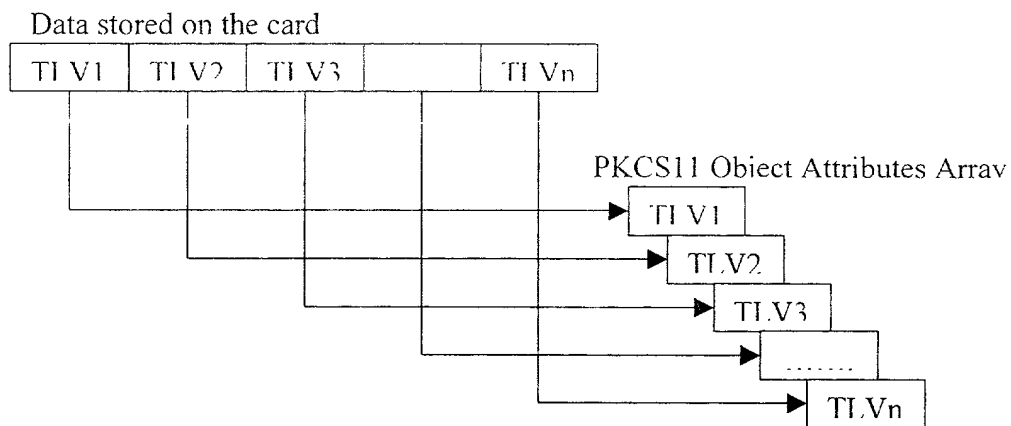 Data stored on the card
TLV1 TLV2 TLV3 TLVn
PKCS11 Object Attributes Array
TLV1
TLV2
TLV3
.......
TLVn